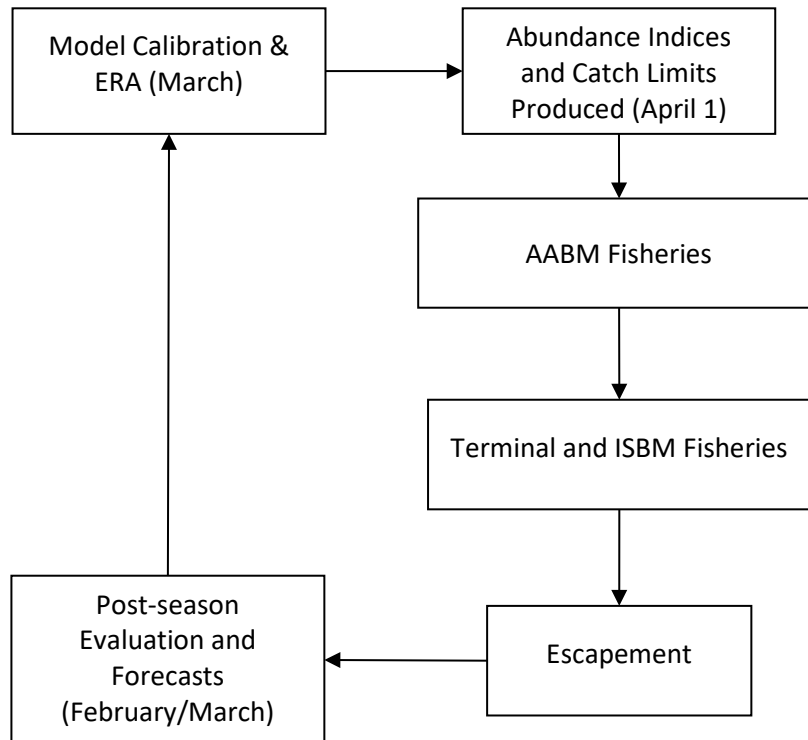 Model Calibration &
ERA (March)
Abundance Indices
and Catch Limits
Produced (April 1)
AABM Fisheries
Terminal and ISBM Fisheries
Escapement
Post-season
Evaluation and
Forecasts
(February/March)